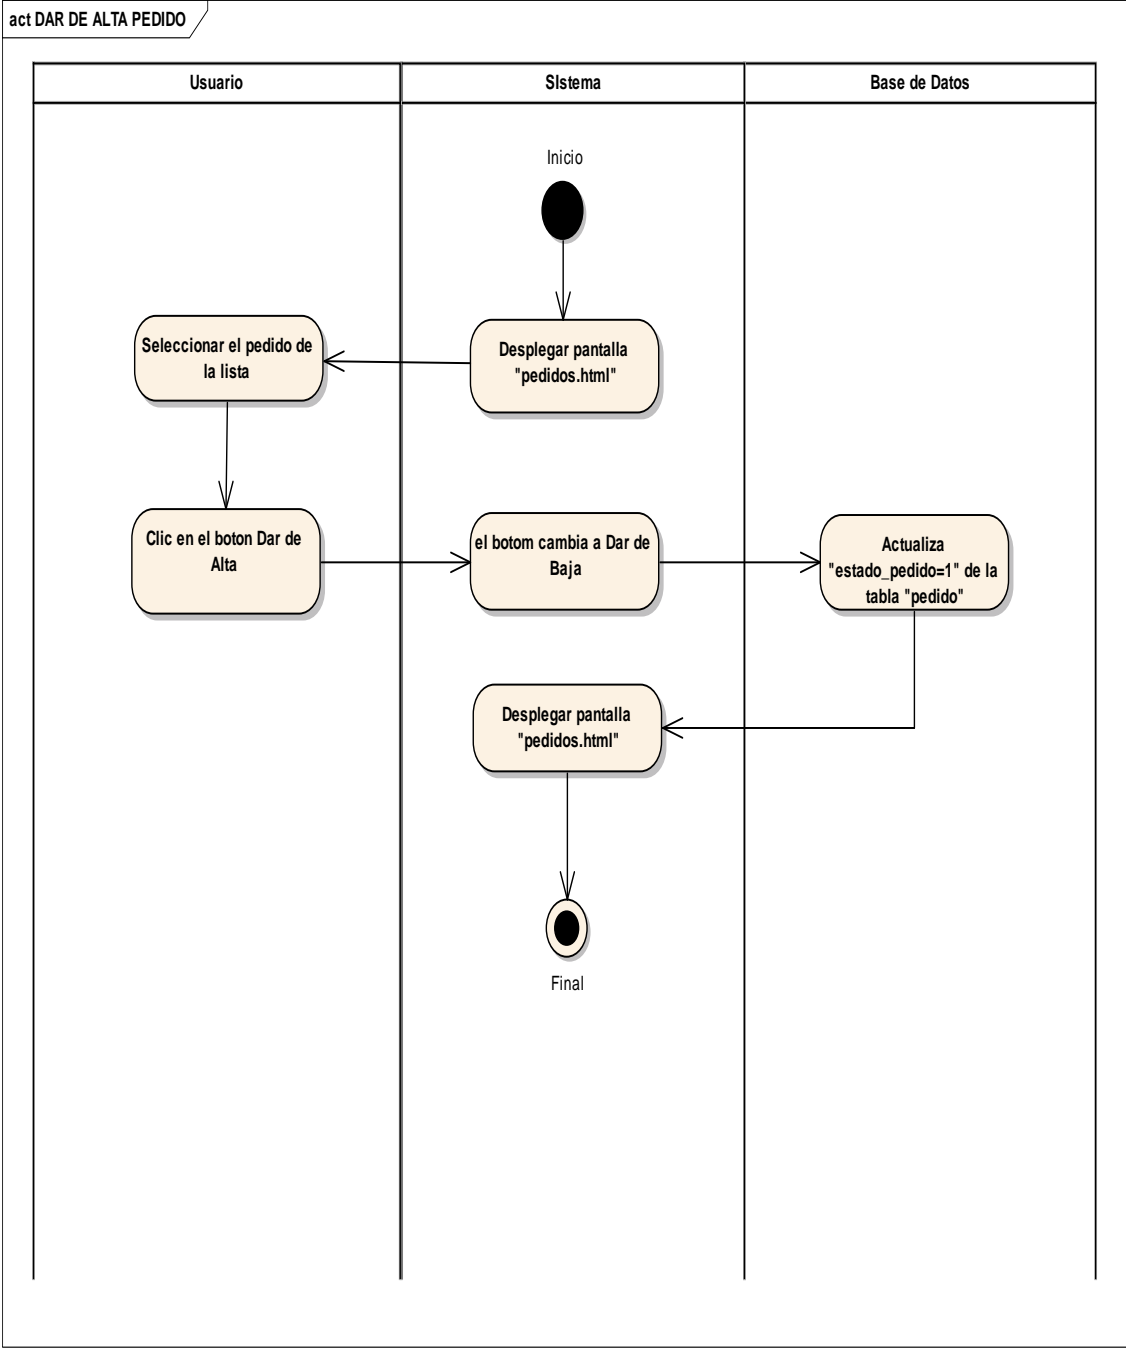 act DAR DE ALTA PEDIDO
Usuario
SIstema
Base de Datos
Inicio
Seleccionar el pedido de
la lista
Desplegar pantalla
"pedidos.html"
Clic en el boton Dar de
Alta
el botom cambia a Dar de
Baja
Actualiza
"estado_pedido=1" de la
tabla "pedido"
Desplegar pantalla
"pedidos.html"
Final